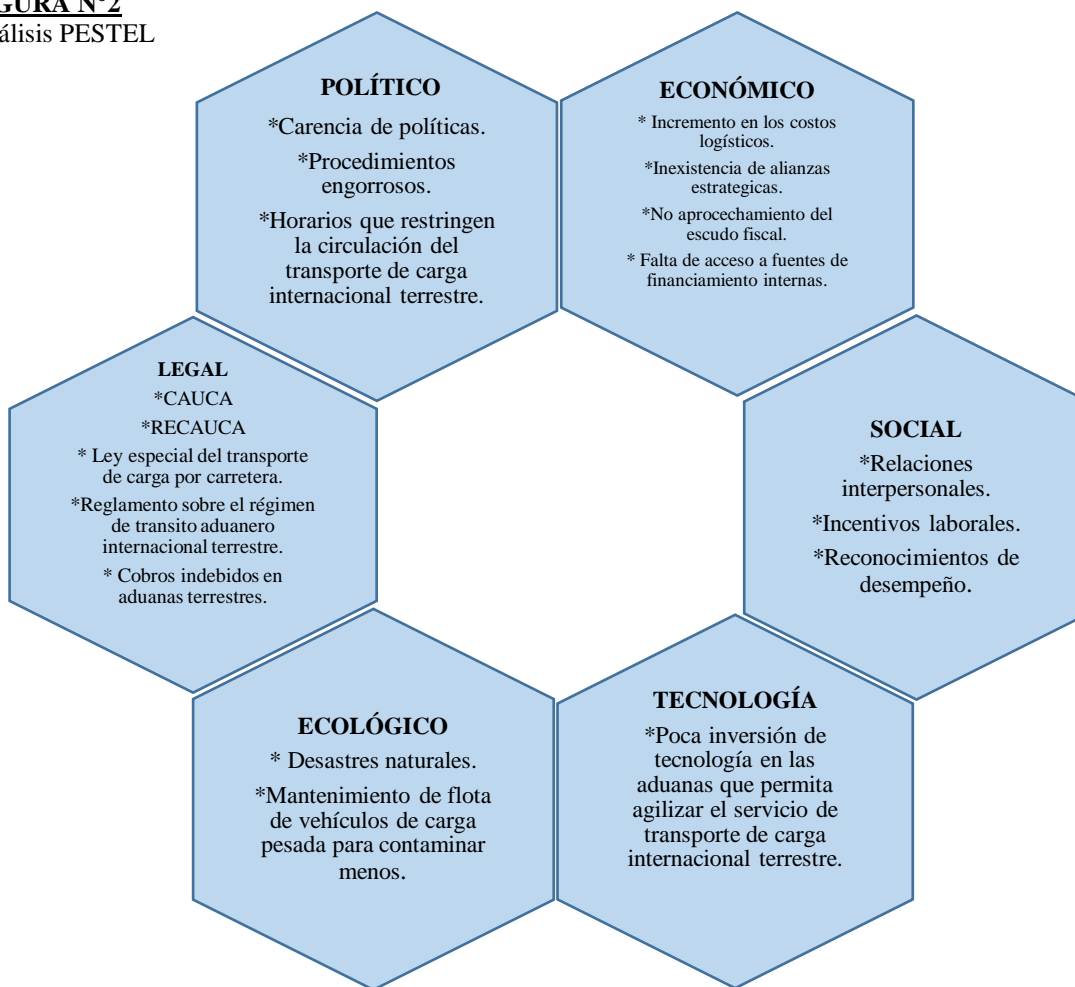 GURA N°2
álisis PESTEL
POLÍTICO
*Carencia de políticas.
*Procedimientos
engorrosos.
*Horarios que restringen
la circulación del
transporte de carga
internacional terrestre.
ECONÓMICO
* Incremento en los costos
logísticos.
*Inexistencia de alianzas
estrategicas.
*No aprocechamiento del
escudo fiscal.
* Falta de acceso a fuentes de
financiamiento internas.
LEGAL
*CAUCA
*RECAUCA
* Ley especial del transporte
de carga por carretera.
*Reglamento sobre el régimen
de transito aduanero
internacional terrestre.
* Cobros indebidos en
aduanas terrestres.
SOCIAL
*Relaciones
interpersonales.
*Incentivos laborales.
*Reconocimientos de
desempeño.
ECOLÓGICO
* Desastres naturales.
*Mantenimiento de flota
de vehículos de carga
pesada para contaminar
menos.
TECNOLOGÍA
*Poca inversión de
tecnología en las
aduanas que permita
agilizar el servicio de
transporte de carga
internacional terrestre.